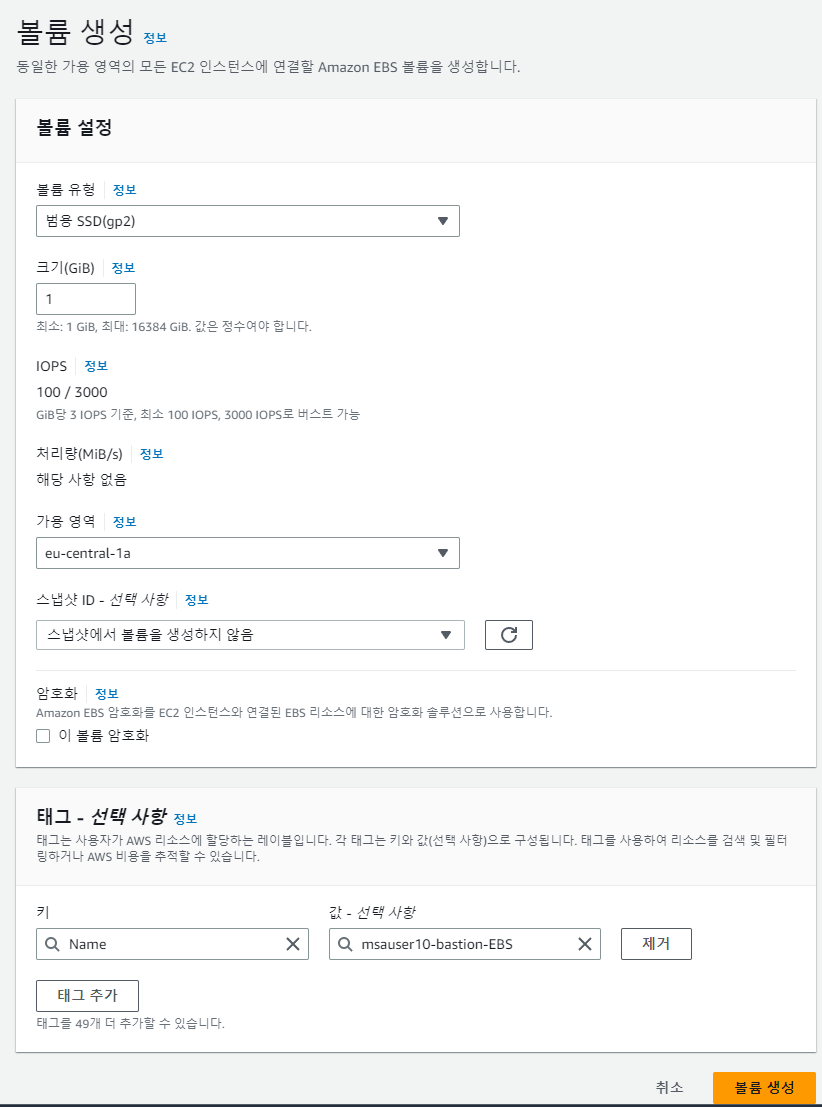 볼륨 생성 정보
동일한 가용 영역의 모든 EC2 인스턴스에 연결할 Amazon EBS 볼륨을 생성합니다.
볼륨 설정
볼륨 유형 정보
범용 SSD(gp2)
크기(GiB) 정보
1
최소: 1 GiB, 최대: 16384 GiB. 값은 정수여야 합니다.
IOPS 정보
100 / 3000
GiB당 3 IOPS 기준, 최소 100 IOPS, 3000 IOPS로 버스트 가능
처리량(MiB/s) 정보
해당 사항 없음
가용 영역 정보
eu-central-1a
스냅샷 ID - 선택 사항 정보
스냅샷에서 볼륨을 생성하지 않음
암호화 정보
Amazon EBS 암호화를 EC2 인스턴스와 연결된 EBS 리소스에 대한 암호화 솔루션으로 사용합니다.
이 볼륨 암호화
태그 - 선택 사항 정보
태그는 사용자가 AWS 리소스에 할당하는 레이블입니다. 각 태그는 키와 값(선택 사항)으로 구성됩니다. 태그를 사용하여 리소스를 검색 및 필터
링하거나 AWS 비용을 추적할 수 있습니다.
키 값 - 선택 사항
Name msauser10-bastion-EBS 제거
태그 추가
태그를 49개 더 추가할 수 있습니다.
취소 볼륨 생성